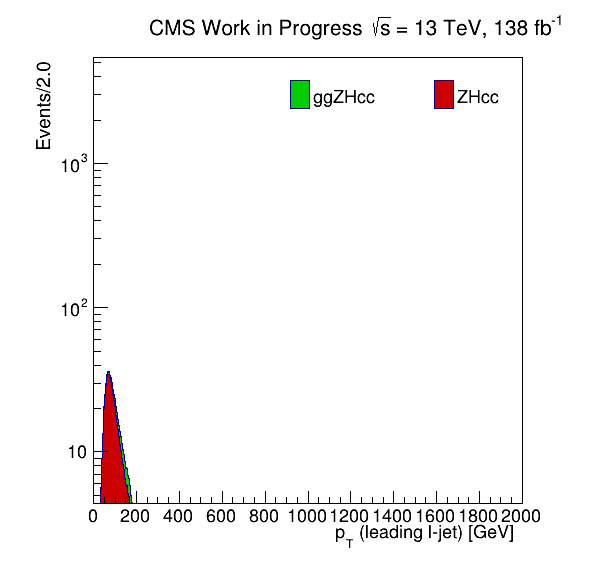 CMS Work in Progress √s = 13 TeV, 138 fb⁻¹
Events/2.0
ggZHcc
ZHcc
10³
10²
10
0 200 400 600 800 1000 1200 1400 1600 1800 2000
p_T (leading l-jet) [GeV]